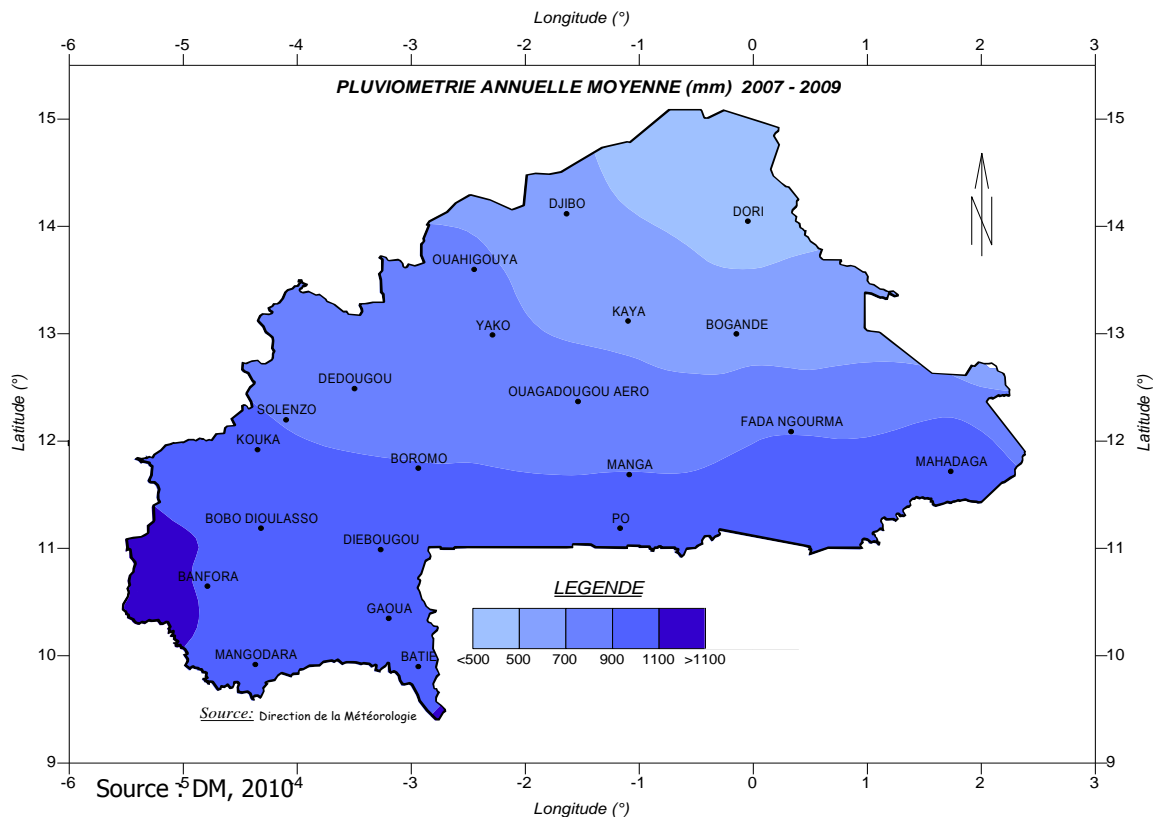 Longitude (°)
-6 -5 -4 -3 -2 -1 0 1 2 3
PLUVIOMETRIE ANNUELLE MOYENNE (mm) 2007 - 2009
15 15
DJIBO
DORI
14 14
OUAHIGOUYA
KAYA
BOGANDE
YAKO
13 13
DEDOUGOU
OUAGADOUGOU AERO
SOLENZO
FADA NGOURMA
Latitude (°) Latitude (°)
12 12
KOUKA
BOROMO
MANGA
MAHADAGA
BOBO DIOULASSO
PO
DIEBOUGOU
11 11
BANFORA
LEGENDE
GAOUA
<500 500 700 900 1100 >1100
MANGODARA
BATIE
10 10
Source: Direction de la Météorologie
9 9
-6 -5 -4 -3 -2 -1 0 1 2 3
Source : DM, 2010
Longitude (°)